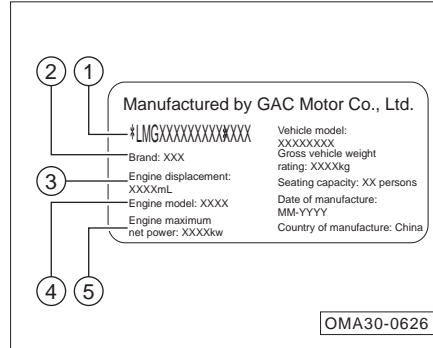 2
1
Manufactured by GAC Motor Co., Ltd.
*LMGXXXXXXXXX*XXXX
Brand: XXX
3
Engine displacement:
XXXXmL
Engine model: XXXX
Engine maximum
net power: XXXXkw
4
5
Vehicle model:
XXXXXXXX
Gross vehicle weight
rating: XXXXkg
Seating capacity: XX persons
Date of manufacture:
MM-YYYY
Country of manufacture: China
OMA30-0626